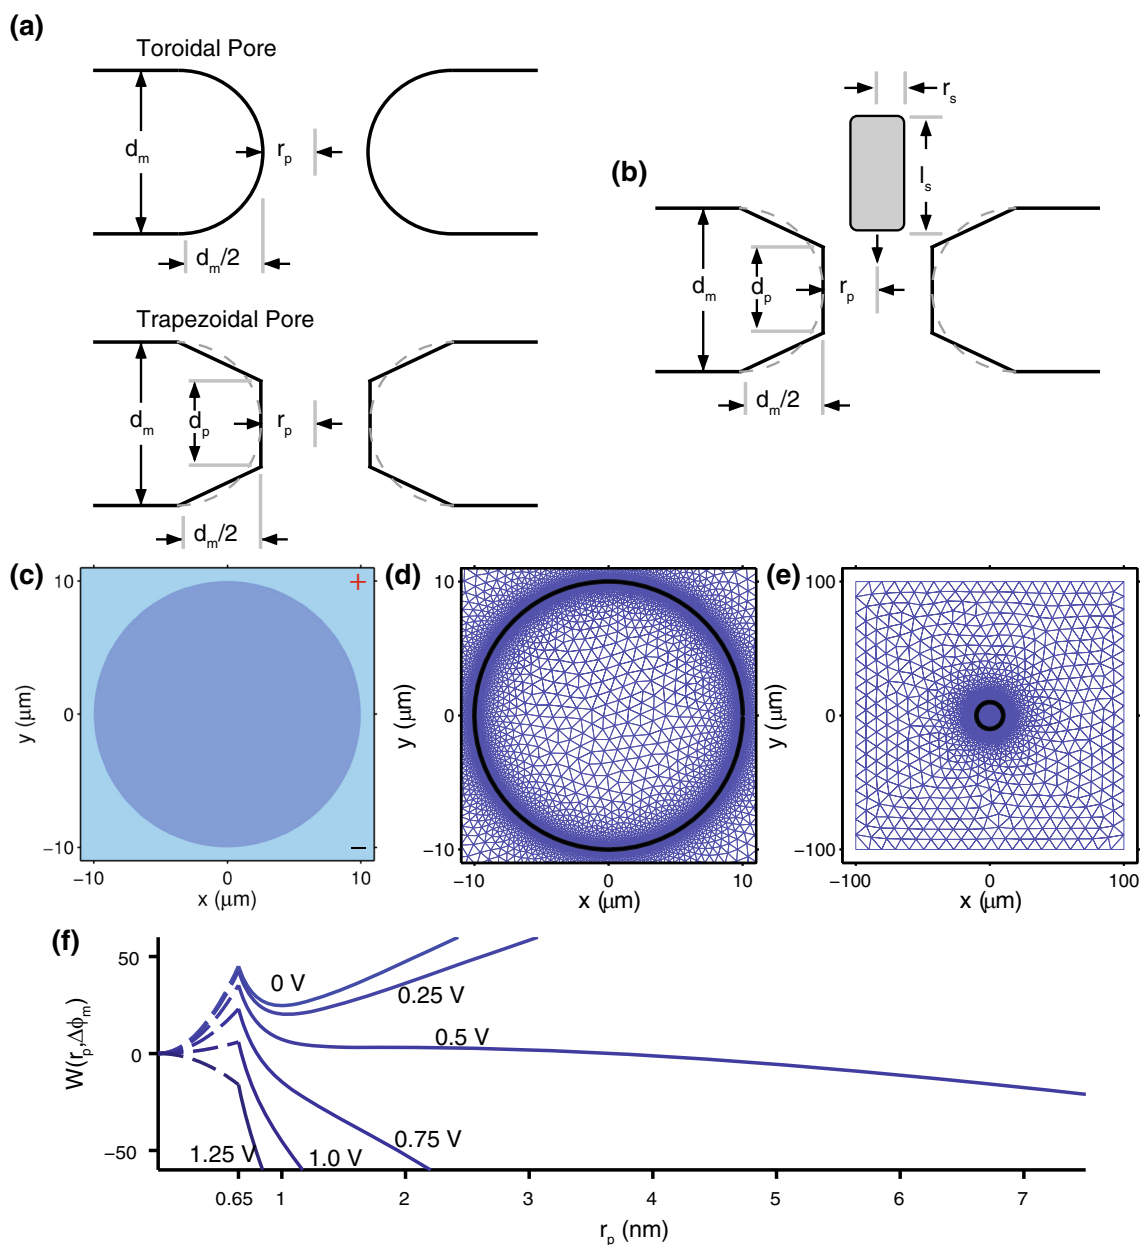 (a)
Toroidal Pore
d_m
r_p
d_m/2
Trapezoidal Pore
d_m
d_p
r_p
d_m/2
(b)
r_s
l_s
d_m
d_p
r_p
d_m/2
(c)
+
−
10
0
−10
y (μm)
−10 0 10
x (μm)
(d)
10
0
−10
y (μm)
−10 0 10
x (μm)
(e)
100
0
−100
y (μm)
−100 0 100
x (μm)
(f)
50
0
−50
W(r_p,Δϕ_m)
0 V
0.25 V
0.5 V
0.75 V
1.0 V
1.25 V
0.65 1 2 3 4 5 6 7
r_p (nm)